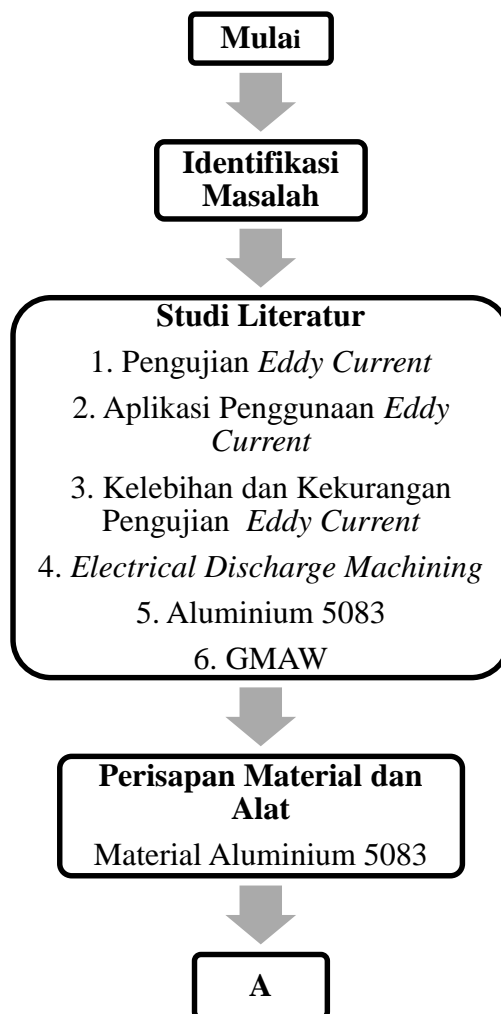 Mulai
Identifikasi
Masalah
Studi Literatur
1. Pengujian Eddy Current
2. Aplikasi Penggunaan Eddy
Current
3. Kelebihan dan Kekurangan
Pengujian Eddy Current
4. Electrical Discharge Machining
5. Aluminium 5083
6. GMAW
Perisapan Material dan
Alat
Material Aluminium 5083
A